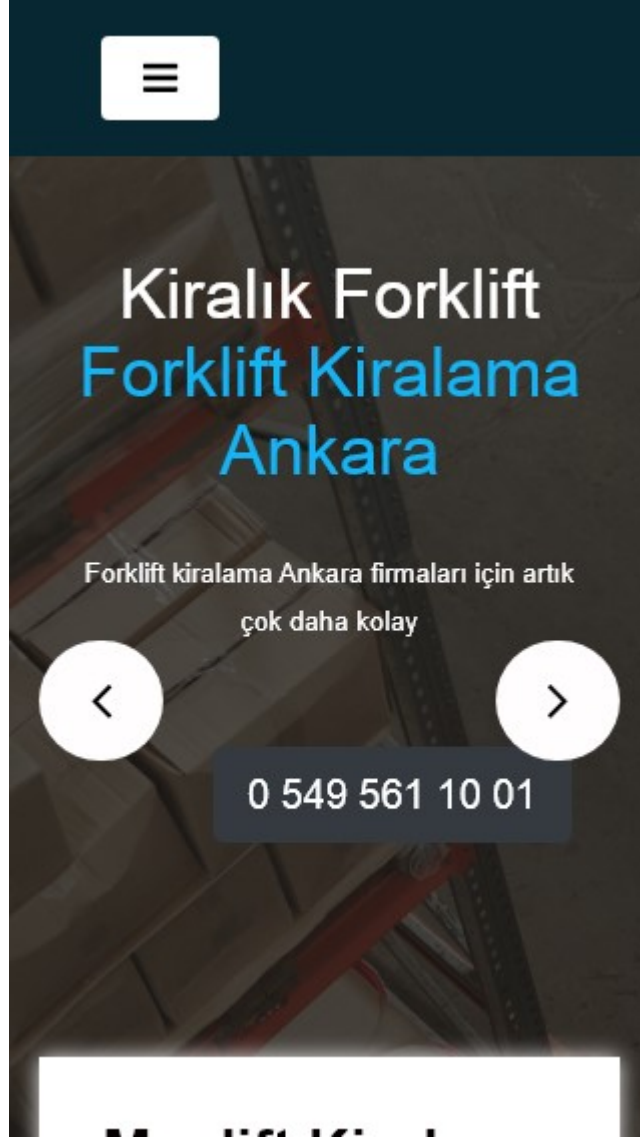 Kiralık Forklift
Forklift Kiralama
Ankara
Forklift kiralama Ankara firmaları için artık
çok daha kolay
0 549 561 10 01